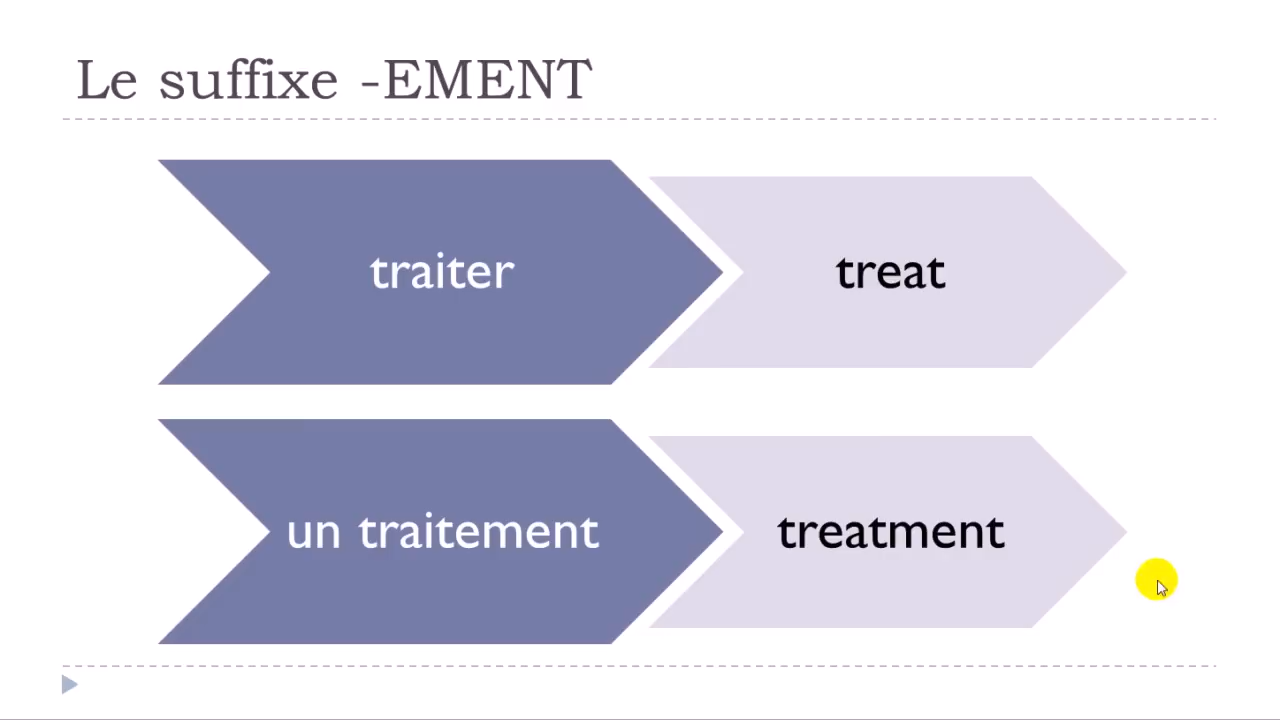 Le suffixe -EMENT
traiter
treat
un traitement
treatment